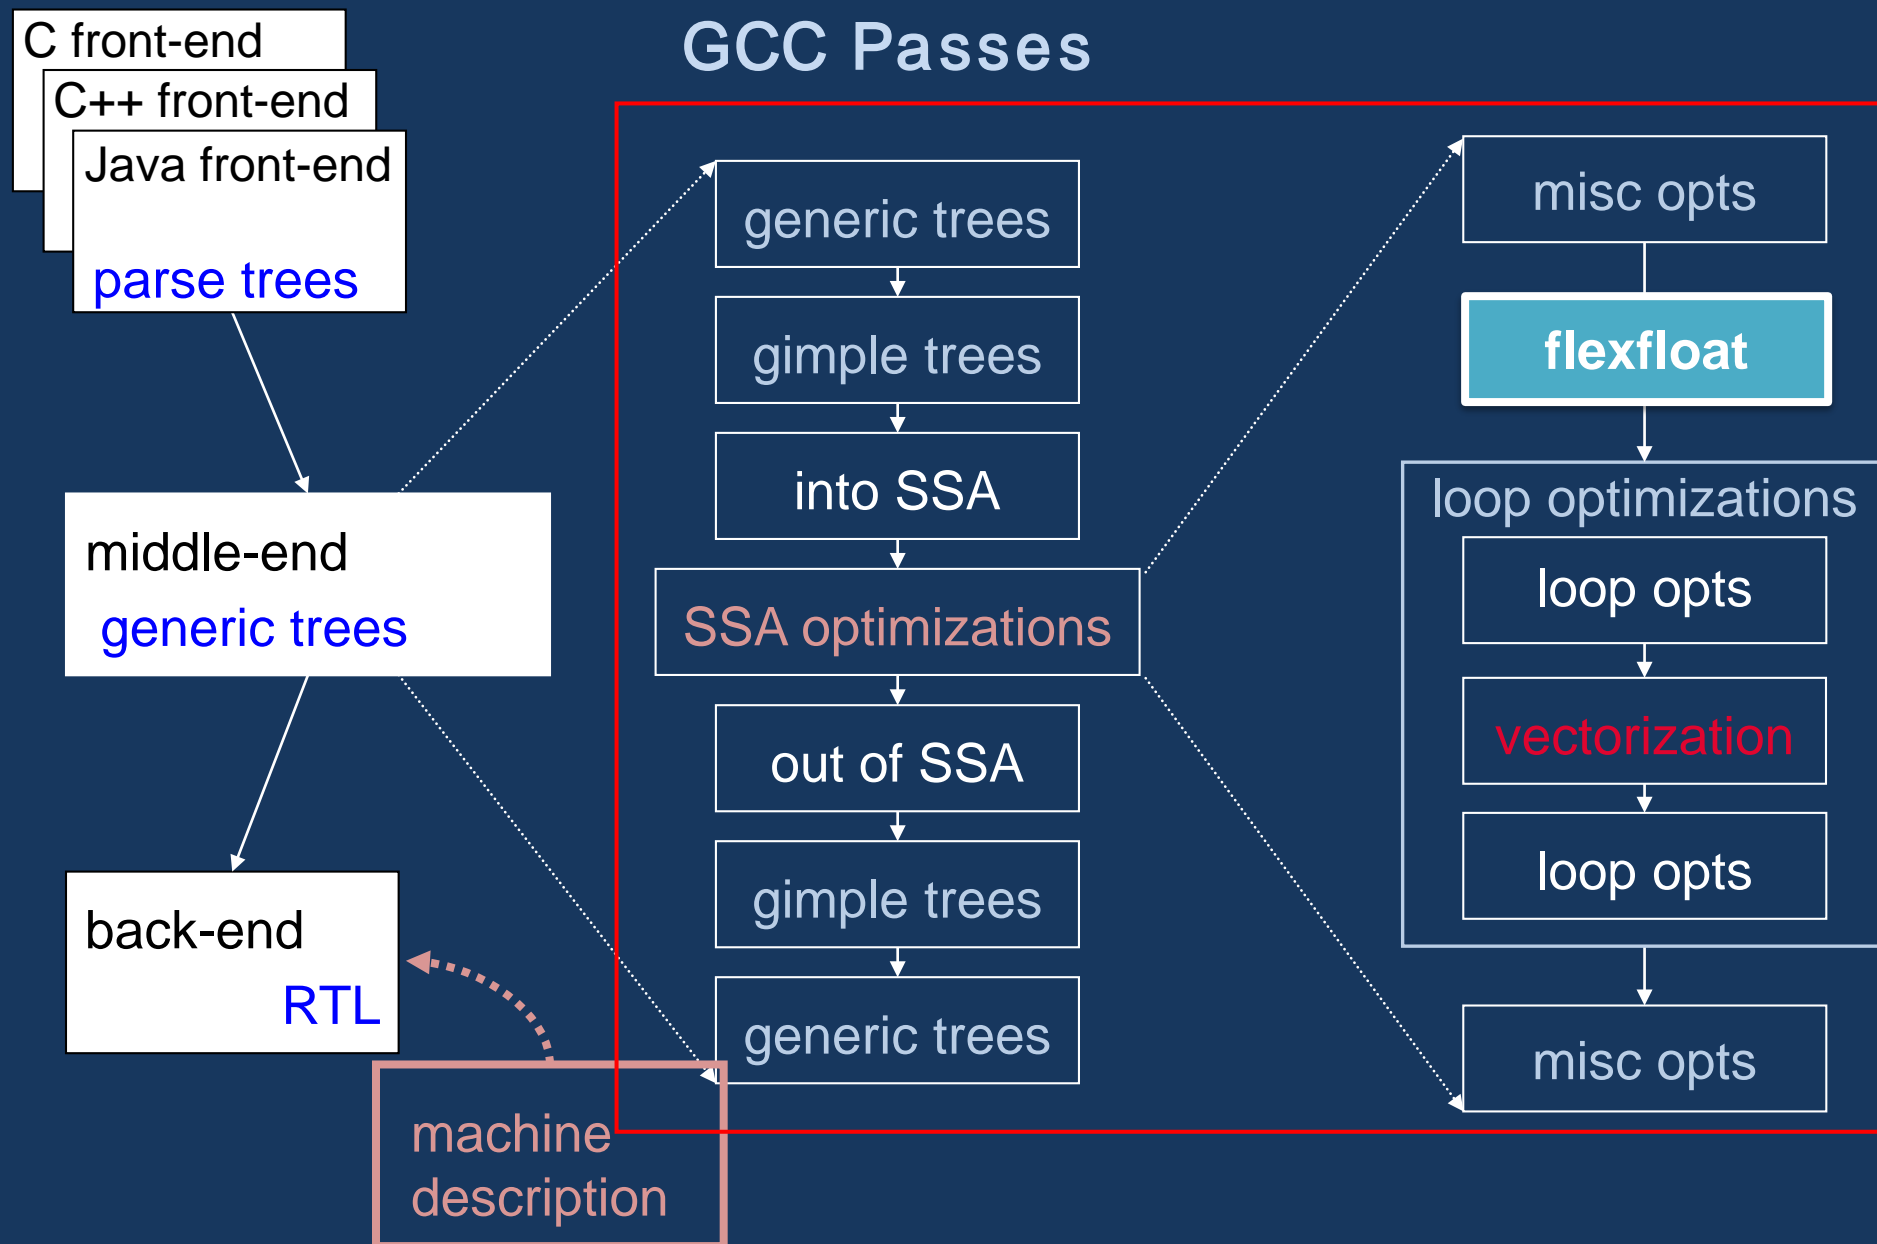 GCC Passes
C front-end
C++ front-end
Java front-end
parse trees
middle-end
generic trees
back-end
RTL
machine
description
generic trees
gimple trees
into SSA
SSA optimizations
out of SSA
gimple trees
generic trees
misc opts
flexfloat
loop optimizations
loop opts
vectorization
loop opts
misc opts